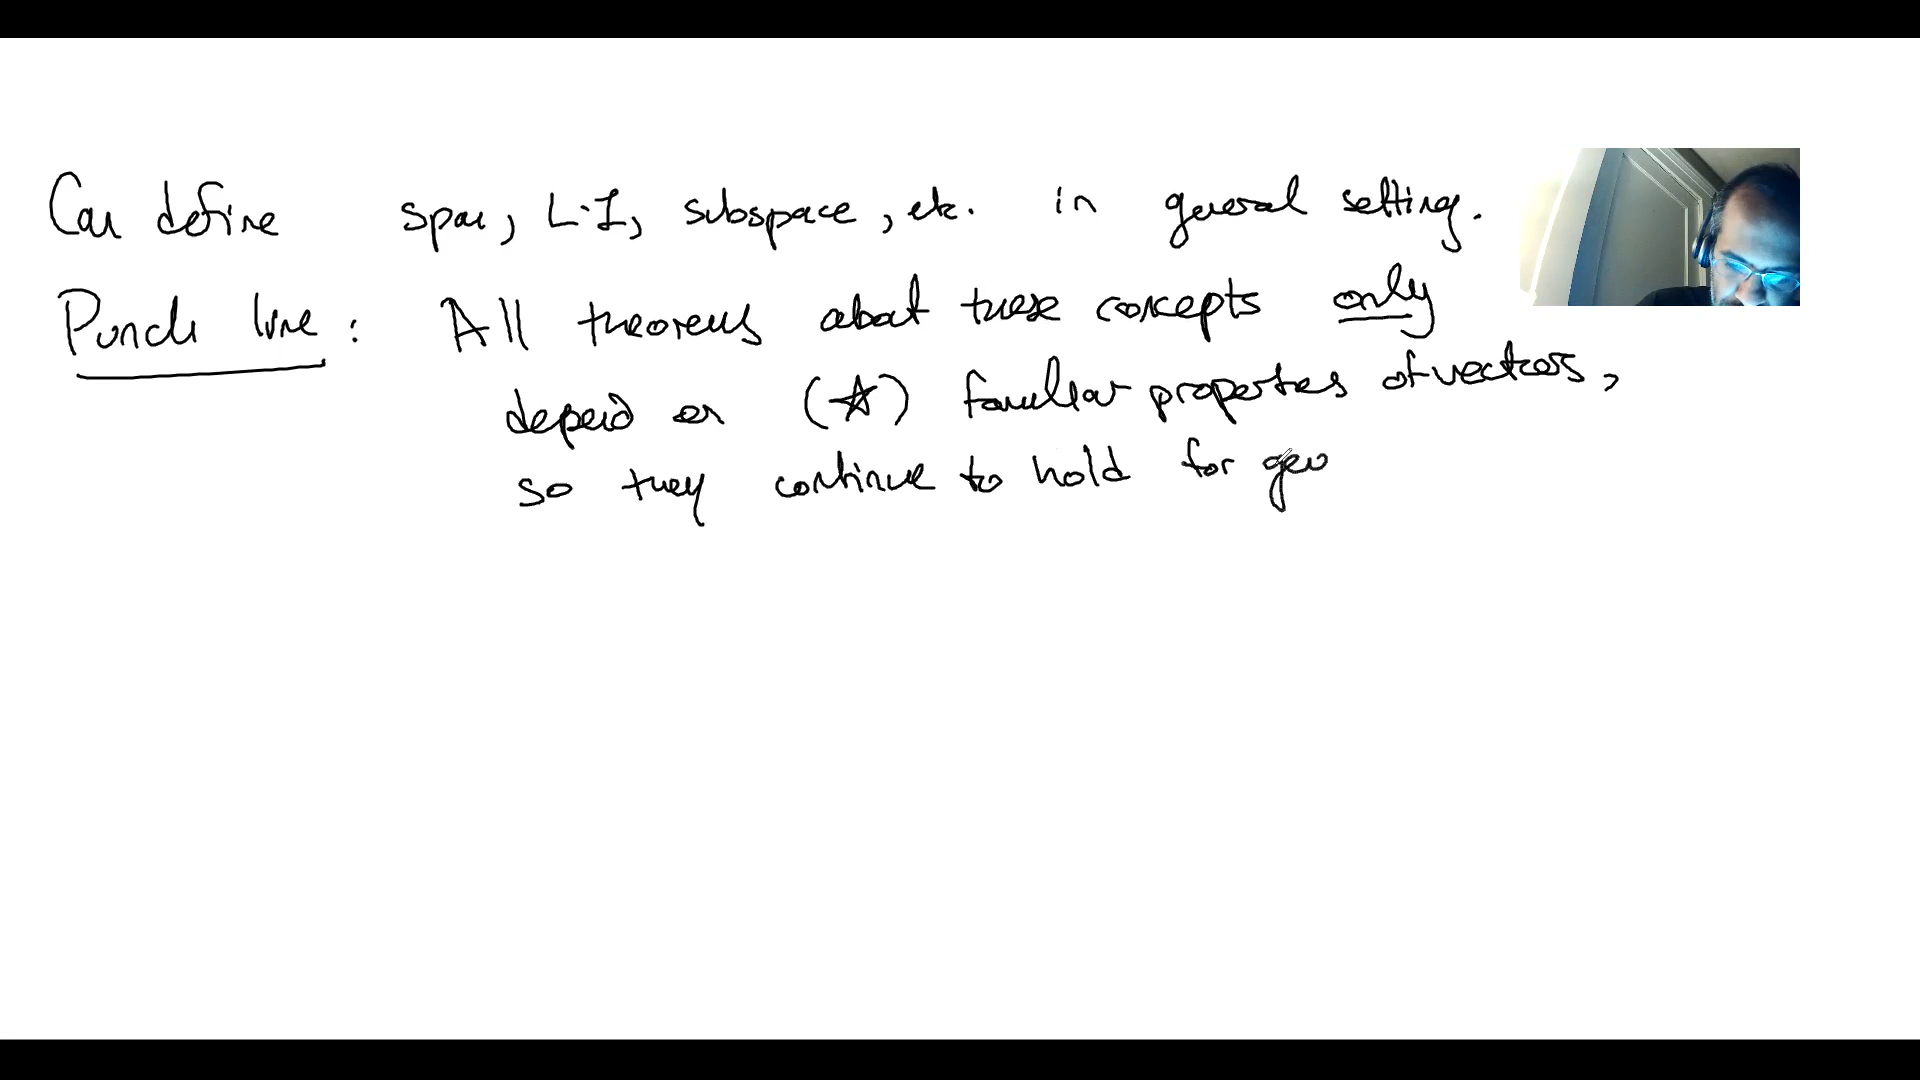 Can define span, L.I, subspace, etc. in general setting.
Punch line: All theorems about these concepts only
depend on (☆) familiar properties of vectors,
so they continue to hold for gen